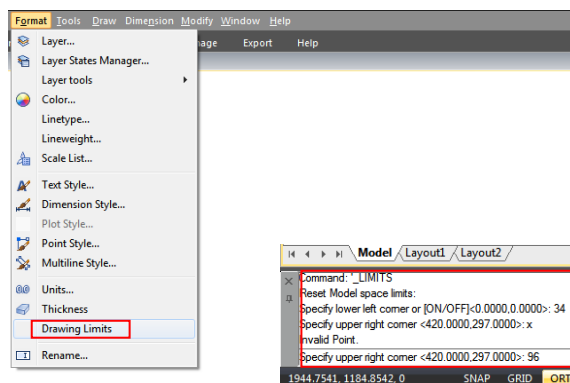 Format Tools Draw Dimension Modify Window Help
Export Help
Layer...
Layer States Manager...
Layer tools
Color...
Linetype...
Lineweight...
Scale List...
Text Style...
Dimension Style...
Plot Style...
Point Style...
Multiline Style...
Units...
Thickness
Drawing Limits
Rename...
Model Layout1 Layout2
Command: '_LIMITS
Reset Model space limits:
Specify lower left corner or [ON/OFF]<0.0000,0.0000>: 34
Specify upper right corner <420.0000,297.0000>: x
Invalid Point.
Specify upper right corner <420.0000,297.0000>: 96
1944.7541, 1184.8542, 0 SNAP GRID ORT